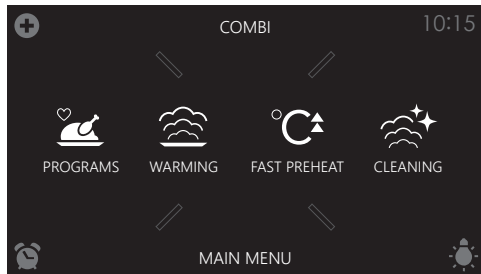 COMBI
10:15
PROGRAMS
WARMING
FAST PREHEAT
CLEANING
MAIN MENU